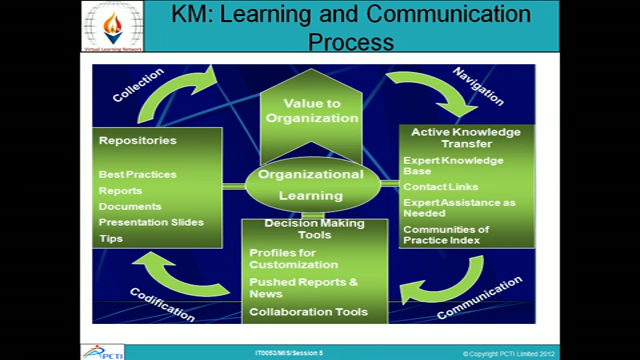 KM: Learning and Communication
Process
Virtual Learning Network
Collection
Navigation
Value to
Organization
Repositories
Best Practices
Reports
Documents
Presentation Slides
Tips
Active Knowledge
Transfer
Expert Knowledge
Base
Contact Links
Expert Assistance as
Needed
Communities of
Practice Index
Organizational
Learning
Decision Making
Tools
Profiles for
Customization
Pushed Reports &
News
Collaboration Tools
Codification
Communication
PCTI
IT0053/MIS/Session 5
© Copyright PCTI Limited 2012